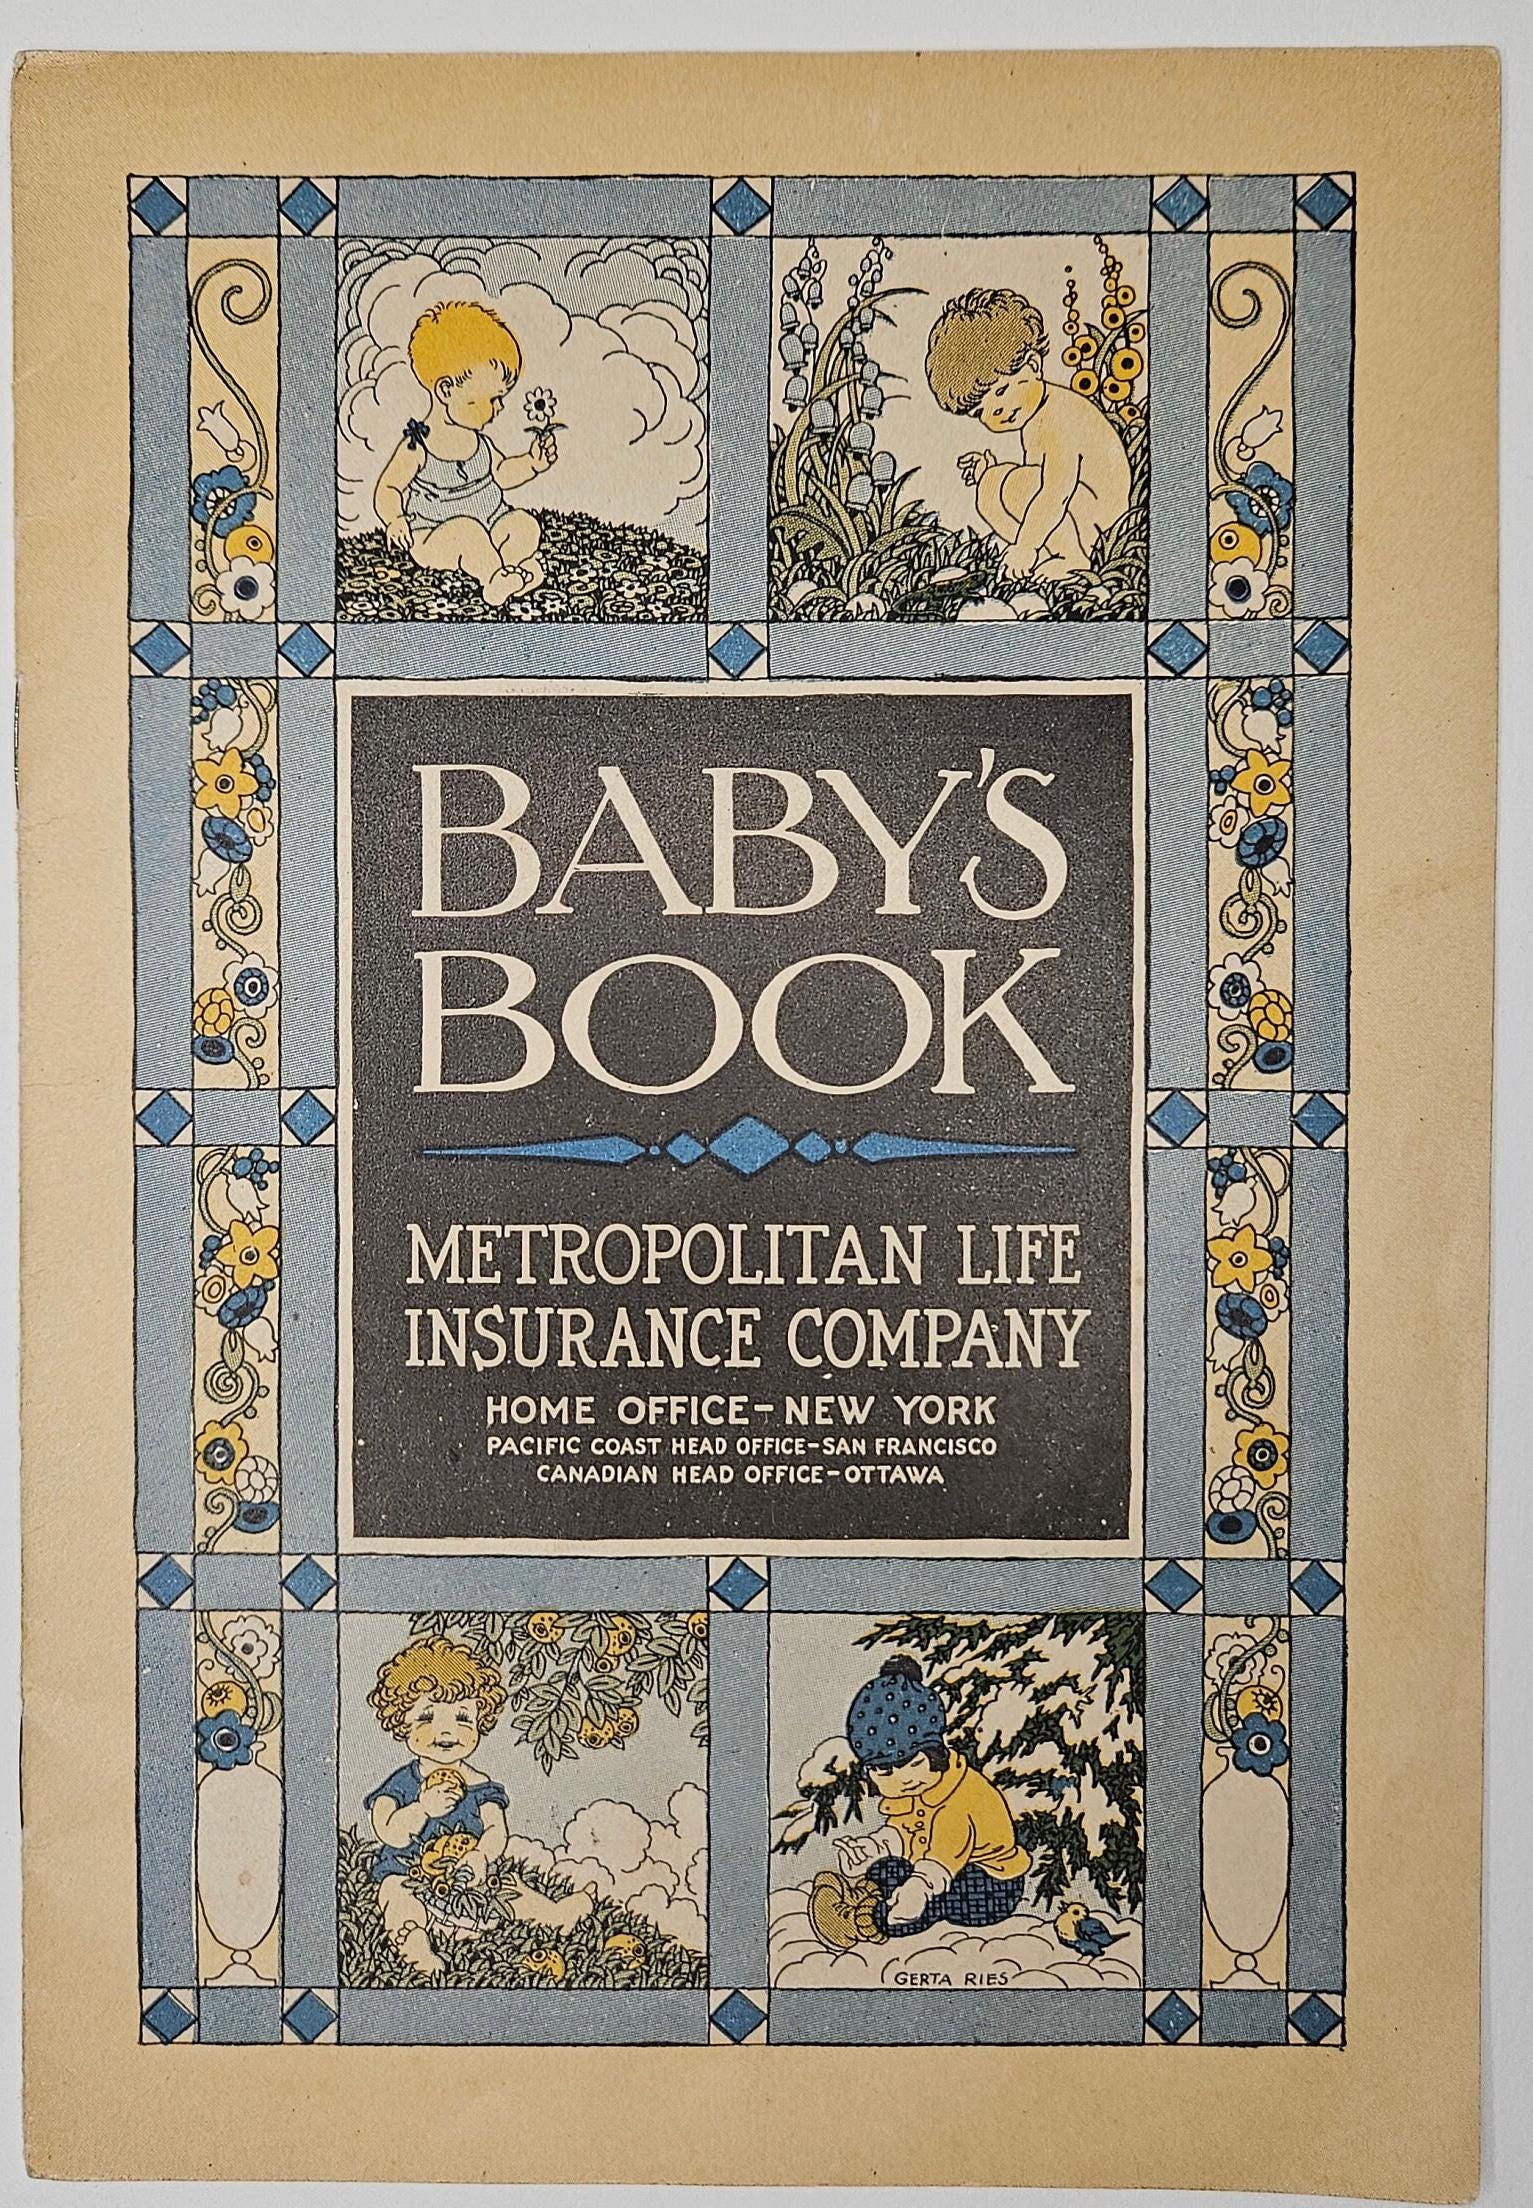 BABY'S
BOOK
METROPOLITAN LIFE
INSURANCE COMPANY
HOME OFFICE–NEW YORK
PACIFIC COAST HEAD OFFICE–SAN FRANCISCO
CANADIAN HEAD OFFICE–OTTAWA
GERTA RIES